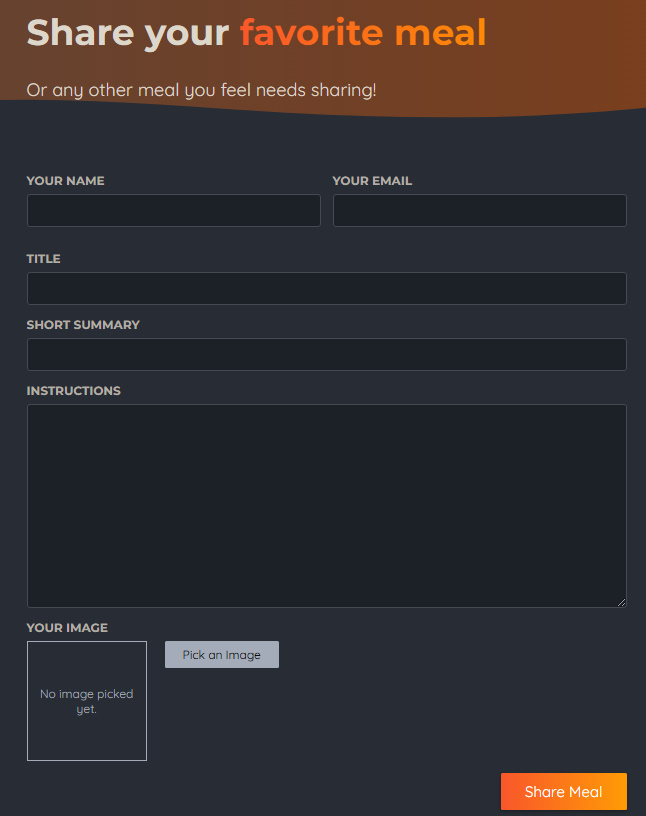 Share your favorite meal
Or any other meal you feel needs sharing!
YOUR NAME YOUR EMAIL
TITLE
SHORT SUMMARY
INSTRUCTIONS
YOUR IMAGE
Pick an Image
No image picked
yet.
Share Meal